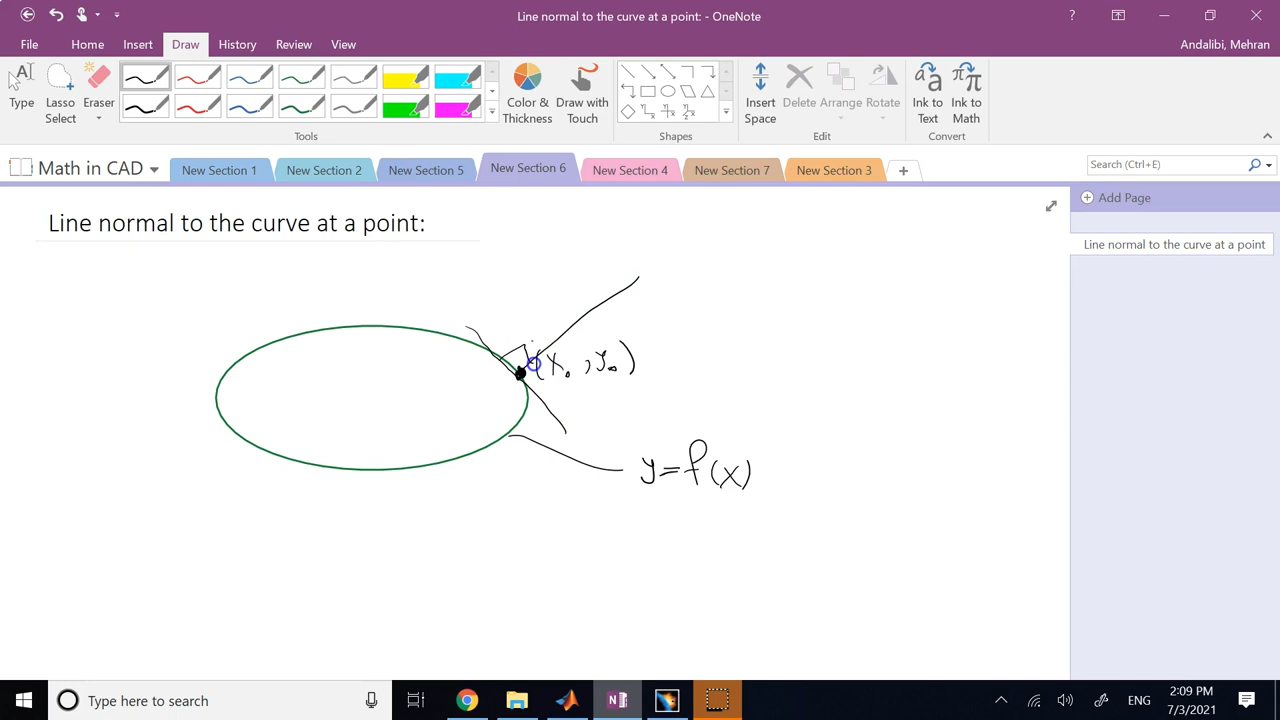 Line normal to the curve at a point: - OneNote
?
File Home Insert Draw History Review View
Andalibi, Mehran
Type
Lasso Select
Eraser
Color & Thickness
Draw with Touch
Insert Space
Delete
Arrange
Rotate
Ink to Text
Ink to Math
Tools
Shapes
Edit
Convert
Math in CAD
New Section 1
New Section 2
New Section 5
New Section 6
New Section 4
New Section 7
New Section 3
Search (Ctrl+E)
Add Page
Line normal to the curve at a point
Line normal to the curve at a point:
(x₀, y₀)
y=f(x)
Type here to search
ENG
2:09 PM
7/3/2021